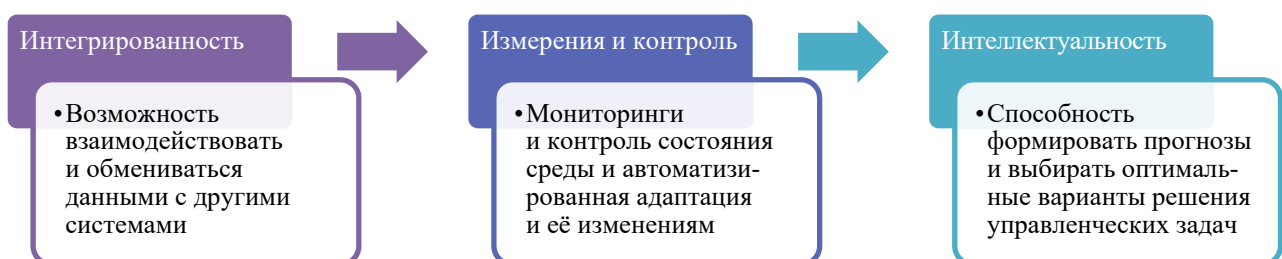 Интегрированность
•Возможность
взаимодействовать
и обмениваться
данными с другими
системами
Измерения и контроль
•Мониторинги
и контроль состояния
среды и автоматизи-
рованная адаптация
и её изменениям
Интеллектуальность
•Способность
формировать прогнозы
и выбирать оптималь-
ные варианты решения
управленческих задач